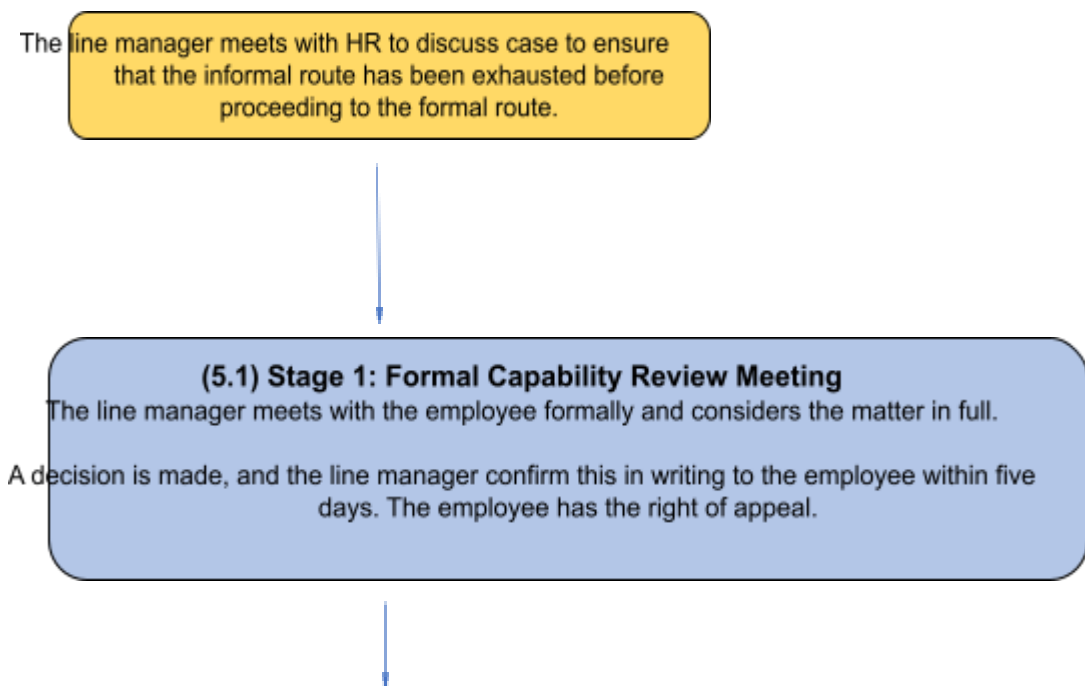 The line manager meets with HR to discuss case to ensure
that the informal route has been exhausted before
proceeding to the formal route.
(5.1) Stage 1: Formal Capability Review Meeting
The line manager meets with the employee formally and considers the matter in full.
A decision is made, and the line manager confirm this in writing to the employee within five
days. The employee has the right of appeal.